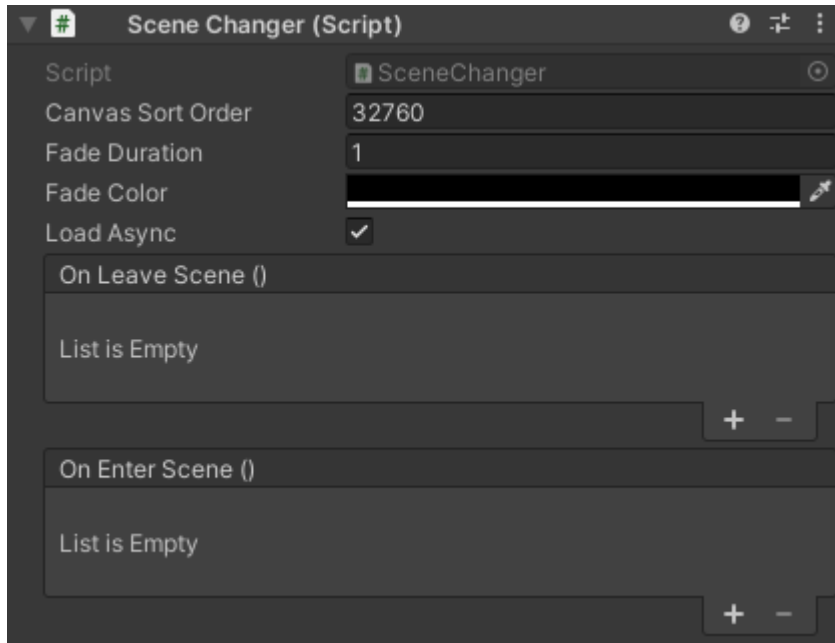 Scene Changer (Script)
Script SceneChanger
Canvas Sort Order 32760
Fade Duration 1
Fade Color
Load Async
On Leave Scene ()
List is Empty
On Enter Scene ()
List is Empty